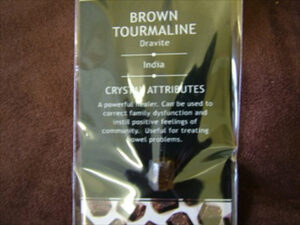 BROWN
TOURMALINE
Dravite
India
CRYSTAL ATTRIBUTES
A powerful healer. Can be used to
correct family dysfunction and
instil positive feelings of
community. Useful for treating
bowel problems.